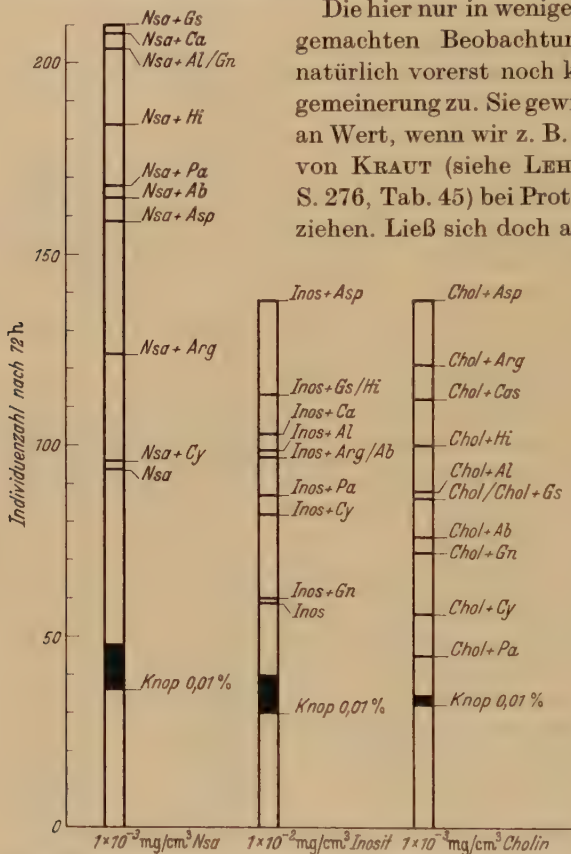 Die hier nur in wenige
gemachten Beobachtun
natürlich vorerst noch k
gemeinerung zu. Sie gewi
an Wert, wenn wir z. B.
von KRAUT (siehe LEH
S. 276, Tab. 45) bei Prot
ziehen. Ließ sich doch a
Individuenzahl nach 72h
200
150
100
50
0
Nsa + Gs
Nsa + Ca
Nsa + Al/Gn
Nsa + Hi
Nsa + Pa
Nsa + Ab
Nsa + Asp
Nsa + Arg
Nsa + Cy
Nsa
Knop 0,01 %
1×10⁻³ mg/cm³ Nsa
Inos + Asp
Inos + Gs/Hi
Inos + Ca
Inos + Al
Inos + Arg/Ab
Inos + Pa
Inos + Cy
Inos + Gn
Inos
Knop 0,01 %
1×10⁻² mg/cm³ Inosit
Chol + Asp
Chol + Arg
Chol + Cas
Chol + Hi
Chol + Al
Chol/Chol + Gs
Chol + Ab
Chol + Gn
Chol + Cy
Chol + Pa
Knop 0,01 %
1×10⁻³ mg/cm³ Cholin